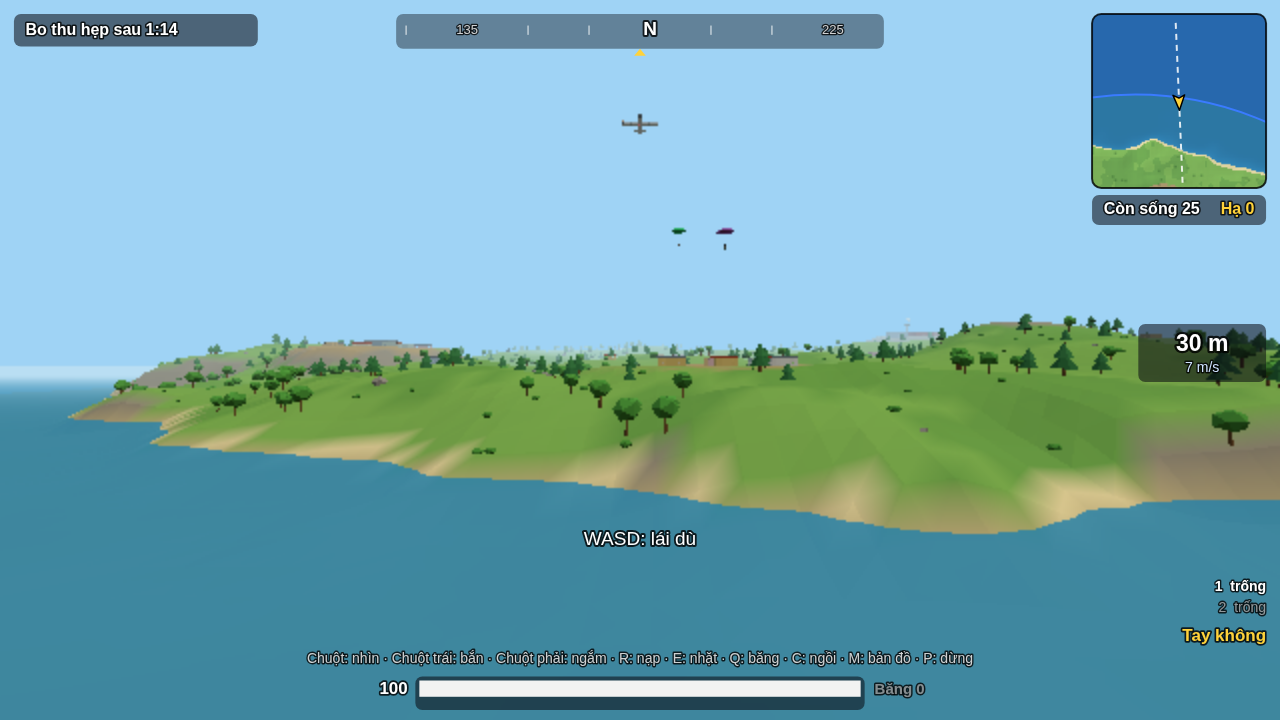 Bo thu hẹp sau 1:14
135 N 225
Còn sống 25 Hạ 0
30 m
7 m/s
WASD: lái dù
1 trống
2 trống
Tay không
Chuột: nhìn · Chuột trái: bắn · Chuột phải: ngắm · R: nạp · E: nhặt · Q: băng · C: ngồi · M: bản đồ · P: dừng
100 Băng 0